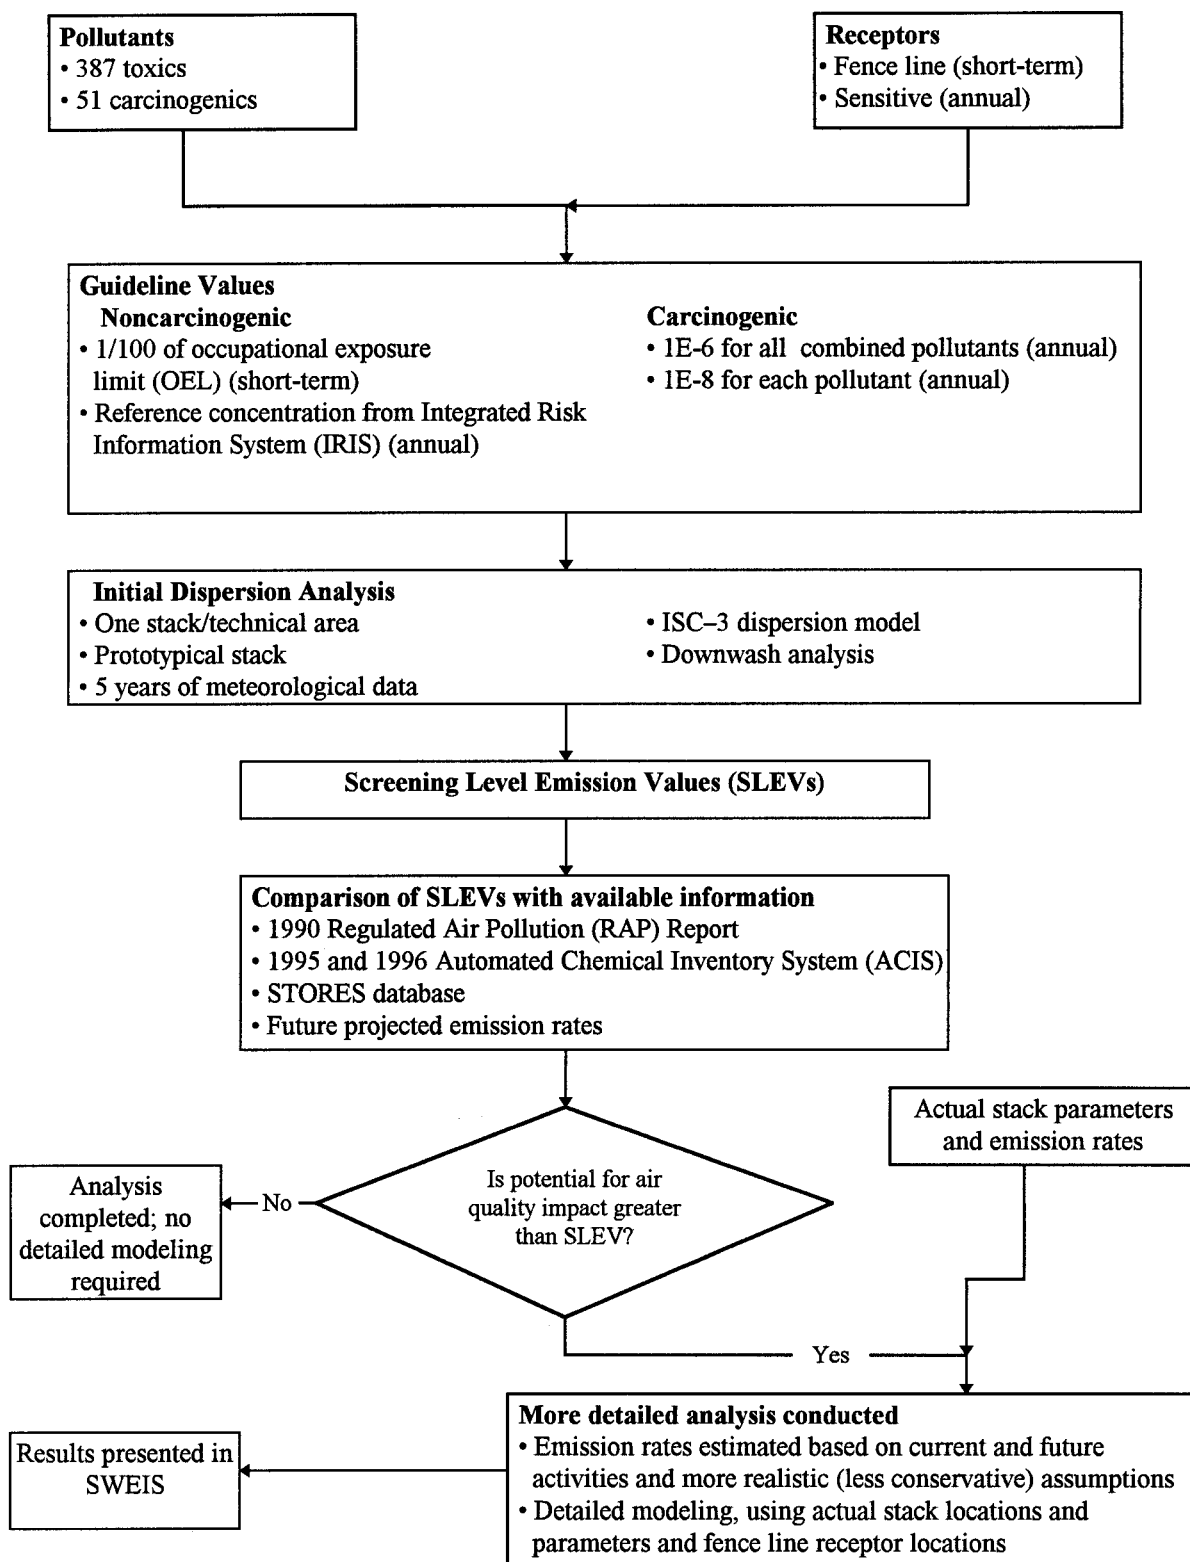 Pollutants
• 387 toxics
• 51 carcinogenics
Receptors
• Fence line (short-term)
• Sensitive (annual)
Guideline Values
Noncarcinogenic
• 1/100 of occupational exposure
limit (OEL) (short-term)
• Reference concentration from Integrated Risk
Information System (IRIS) (annual)
Carcinogenic
• 1E-6 for all combined pollutants (annual)
• 1E-8 for each pollutant (annual)
Initial Dispersion Analysis
• One stack/technical area
• Prototypical stack
• 5 years of meteorological data
• ISC–3 dispersion model
• Downwash analysis
Screening Level Emission Values (SLEVs)
Comparison of SLEVs with available information
• 1990 Regulated Air Pollution (RAP) Report
• 1995 and 1996 Automated Chemical Inventory System (ACIS)
• STORES database
• Future projected emission rates
Actual stack parameters
and emission rates
Is potential for air
quality impact greater
than SLEV?
No
Analysis
completed; no
detailed modeling
required
Yes
More detailed analysis conducted
• Emission rates estimated based on current and future
activities and more realistic (less conservative) assumptions
• Detailed modeling, using actual stack locations and
parameters and fence line receptor locations
Results presented in
SWEIS